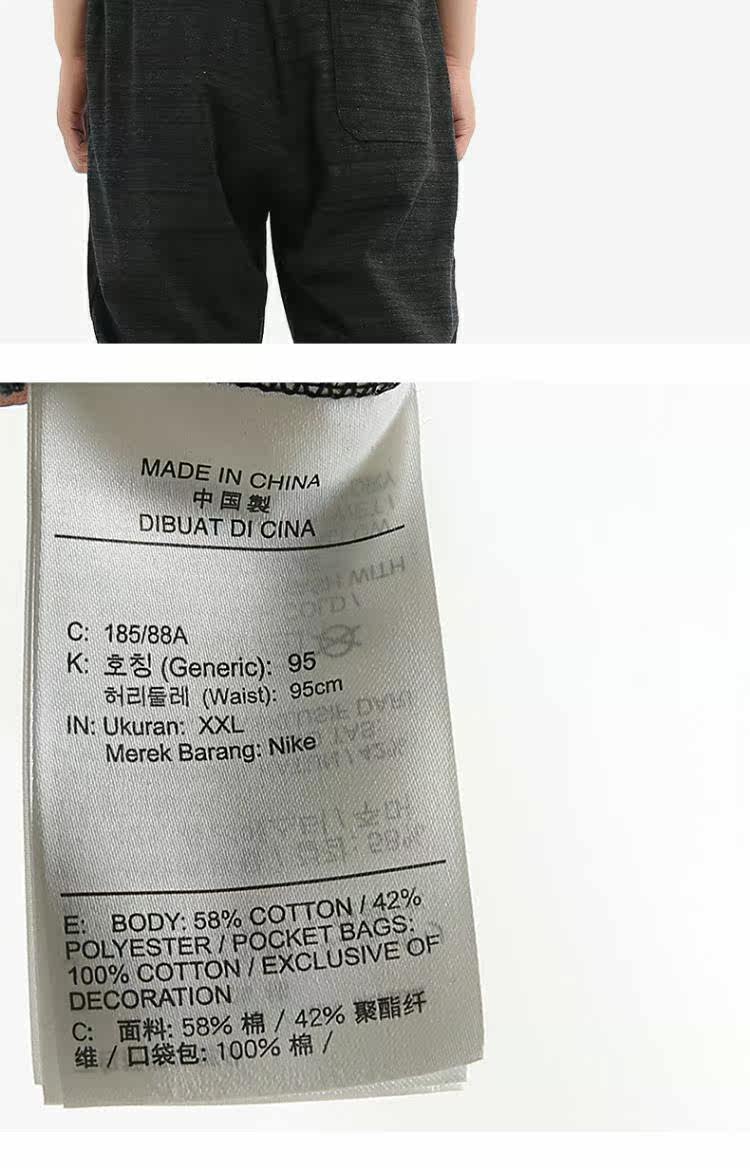 MADE IN CHINA
中国製
DIBUAT DI CINA
C: 185/88A
K: 호칭 (Generic): 95
허리둘레 (Waist): 95cm
IN: Ukuran: XXL
Merek Barang: Nike
E: BODY: 58% COTTON / 42%
POLYESTER / POCKET BAGS:
100% COTTON / EXCLUSIVE OF
DECORATION
C: 面料: 58% 棉 / 42% 聚酯纤
维 / 口袋包: 100% 棉 /